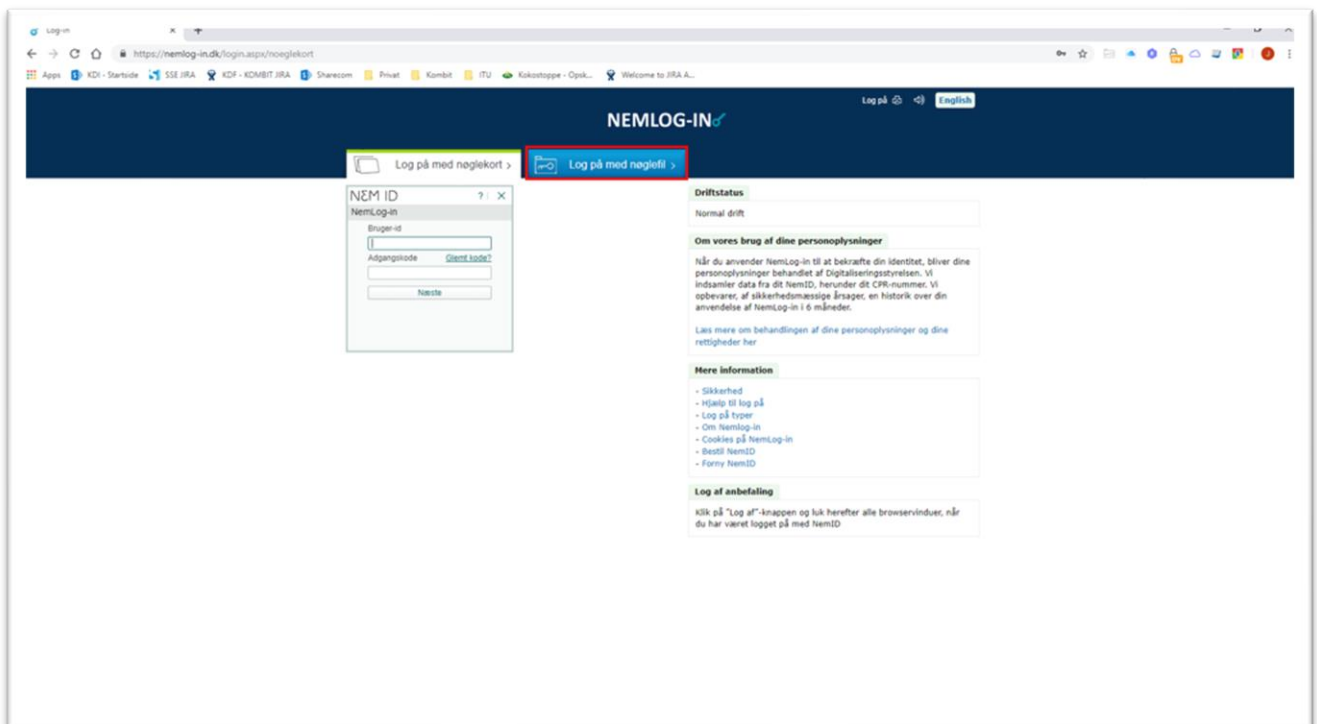 Log-in
https://nemlog-in.dk/login.aspx/noeglekort
Apps KDI - Startside SSE JIRA KDF - KOMBIT JIRA Sharecom Privat Kombit ITU Kokostoppe - Opsk... Welcome to JIRA A...
Log på English
NEMLOG-IN
Log på med nøglekort >
Log på med nøglefil >
NEM ID ? X
NemLog-in
Bruger-id
Adgangskode Glemt kode?
Næste
Driftstatus
Normal drift
Om vores brug af dine personoplysninger
Når du anvender NemLog-in til at bekræfte din identitet, bliver dine
personoplysninger behandlet af Digitaliseringsstyrelsen. Vi
indsamler data fra dit NemID, herunder dit CPR-nummer. Vi
opbevarer, af sikkerhedsmæssige årsager, en historik over din
anvendelse af NemLog-in i 6 måneder.
Læs mere om behandlingen af dine personoplysninger og dine
rettigheder her
Mere information
- Sikkerhed
- Hjælp til log på
- Log på typer
- Om Nemlog-in
- Cookies på NemLog-in
- Bestil NemID
- Forny NemID
Log af anbefaling
Klik på "Log af"-knappen og luk herefter alle browservinduer, når
du har været logget på med NemID